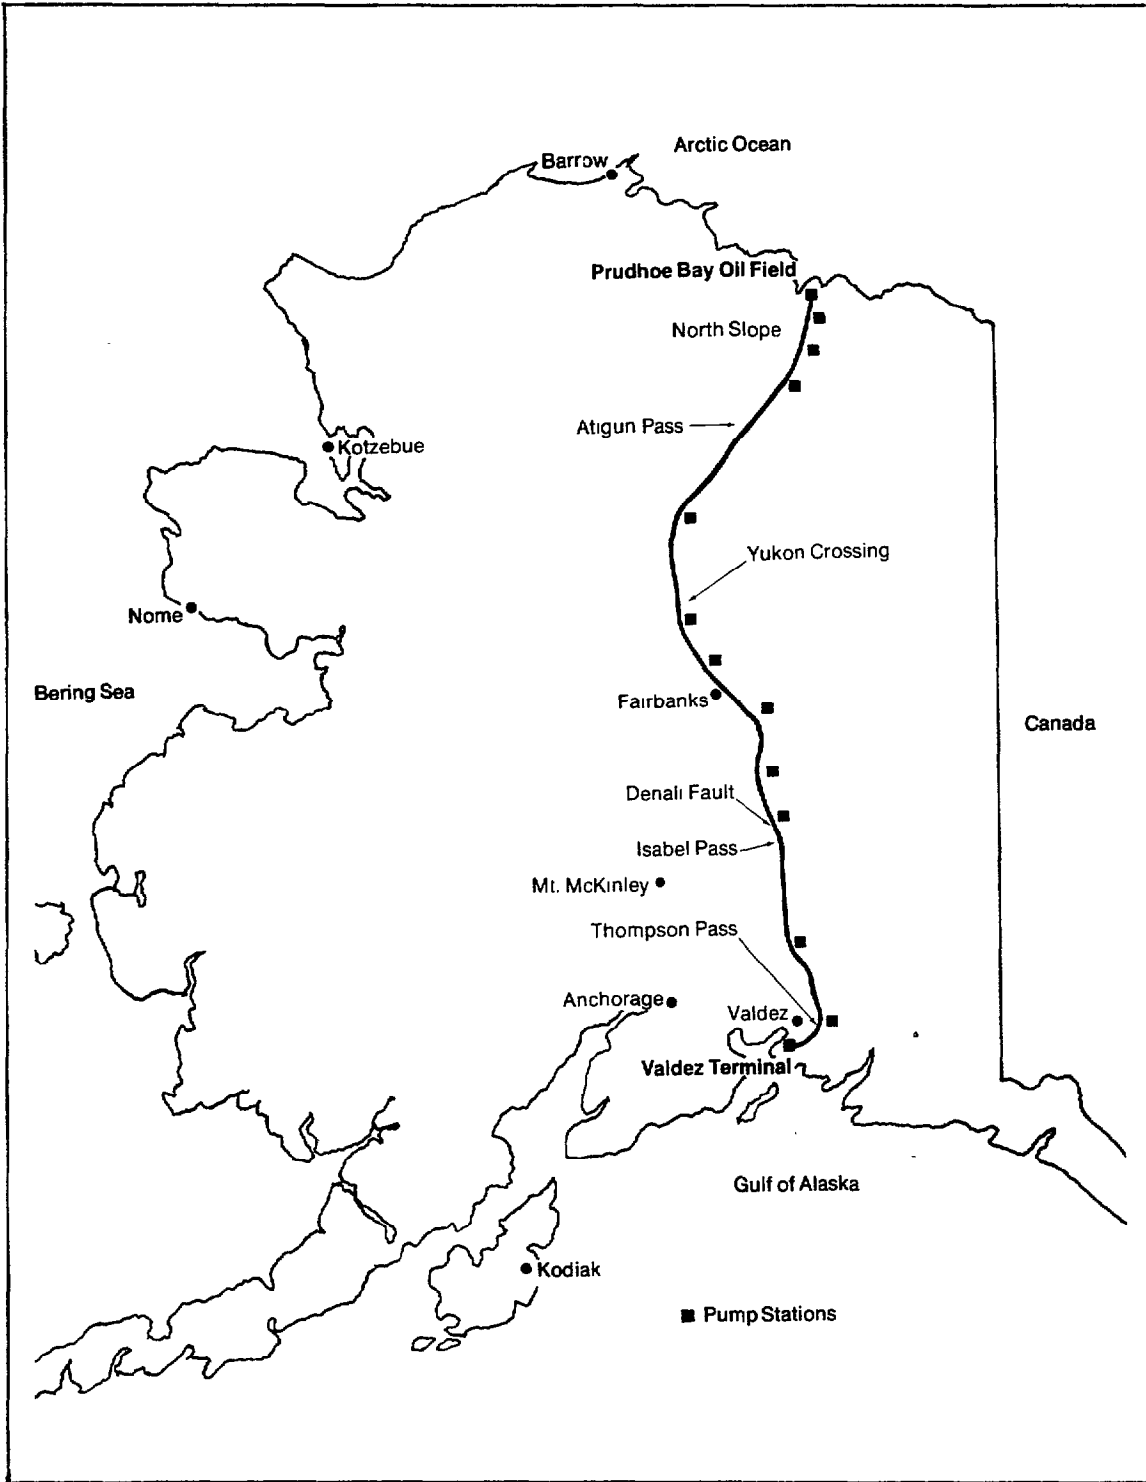 Arctic Ocean
Barrow
Prudhoe Bay Oil Field
North Slope
Atigun Pass
Kotzebue
Yukon Crossing
Nome
Bering Sea
Fairbanks
Canada
Denali Fault
Isabel Pass
Mt. McKinley
Thompson Pass
Anchorage
Valdez
Valdez Terminal
Gulf of Alaska
Kodiak
Pump Stations